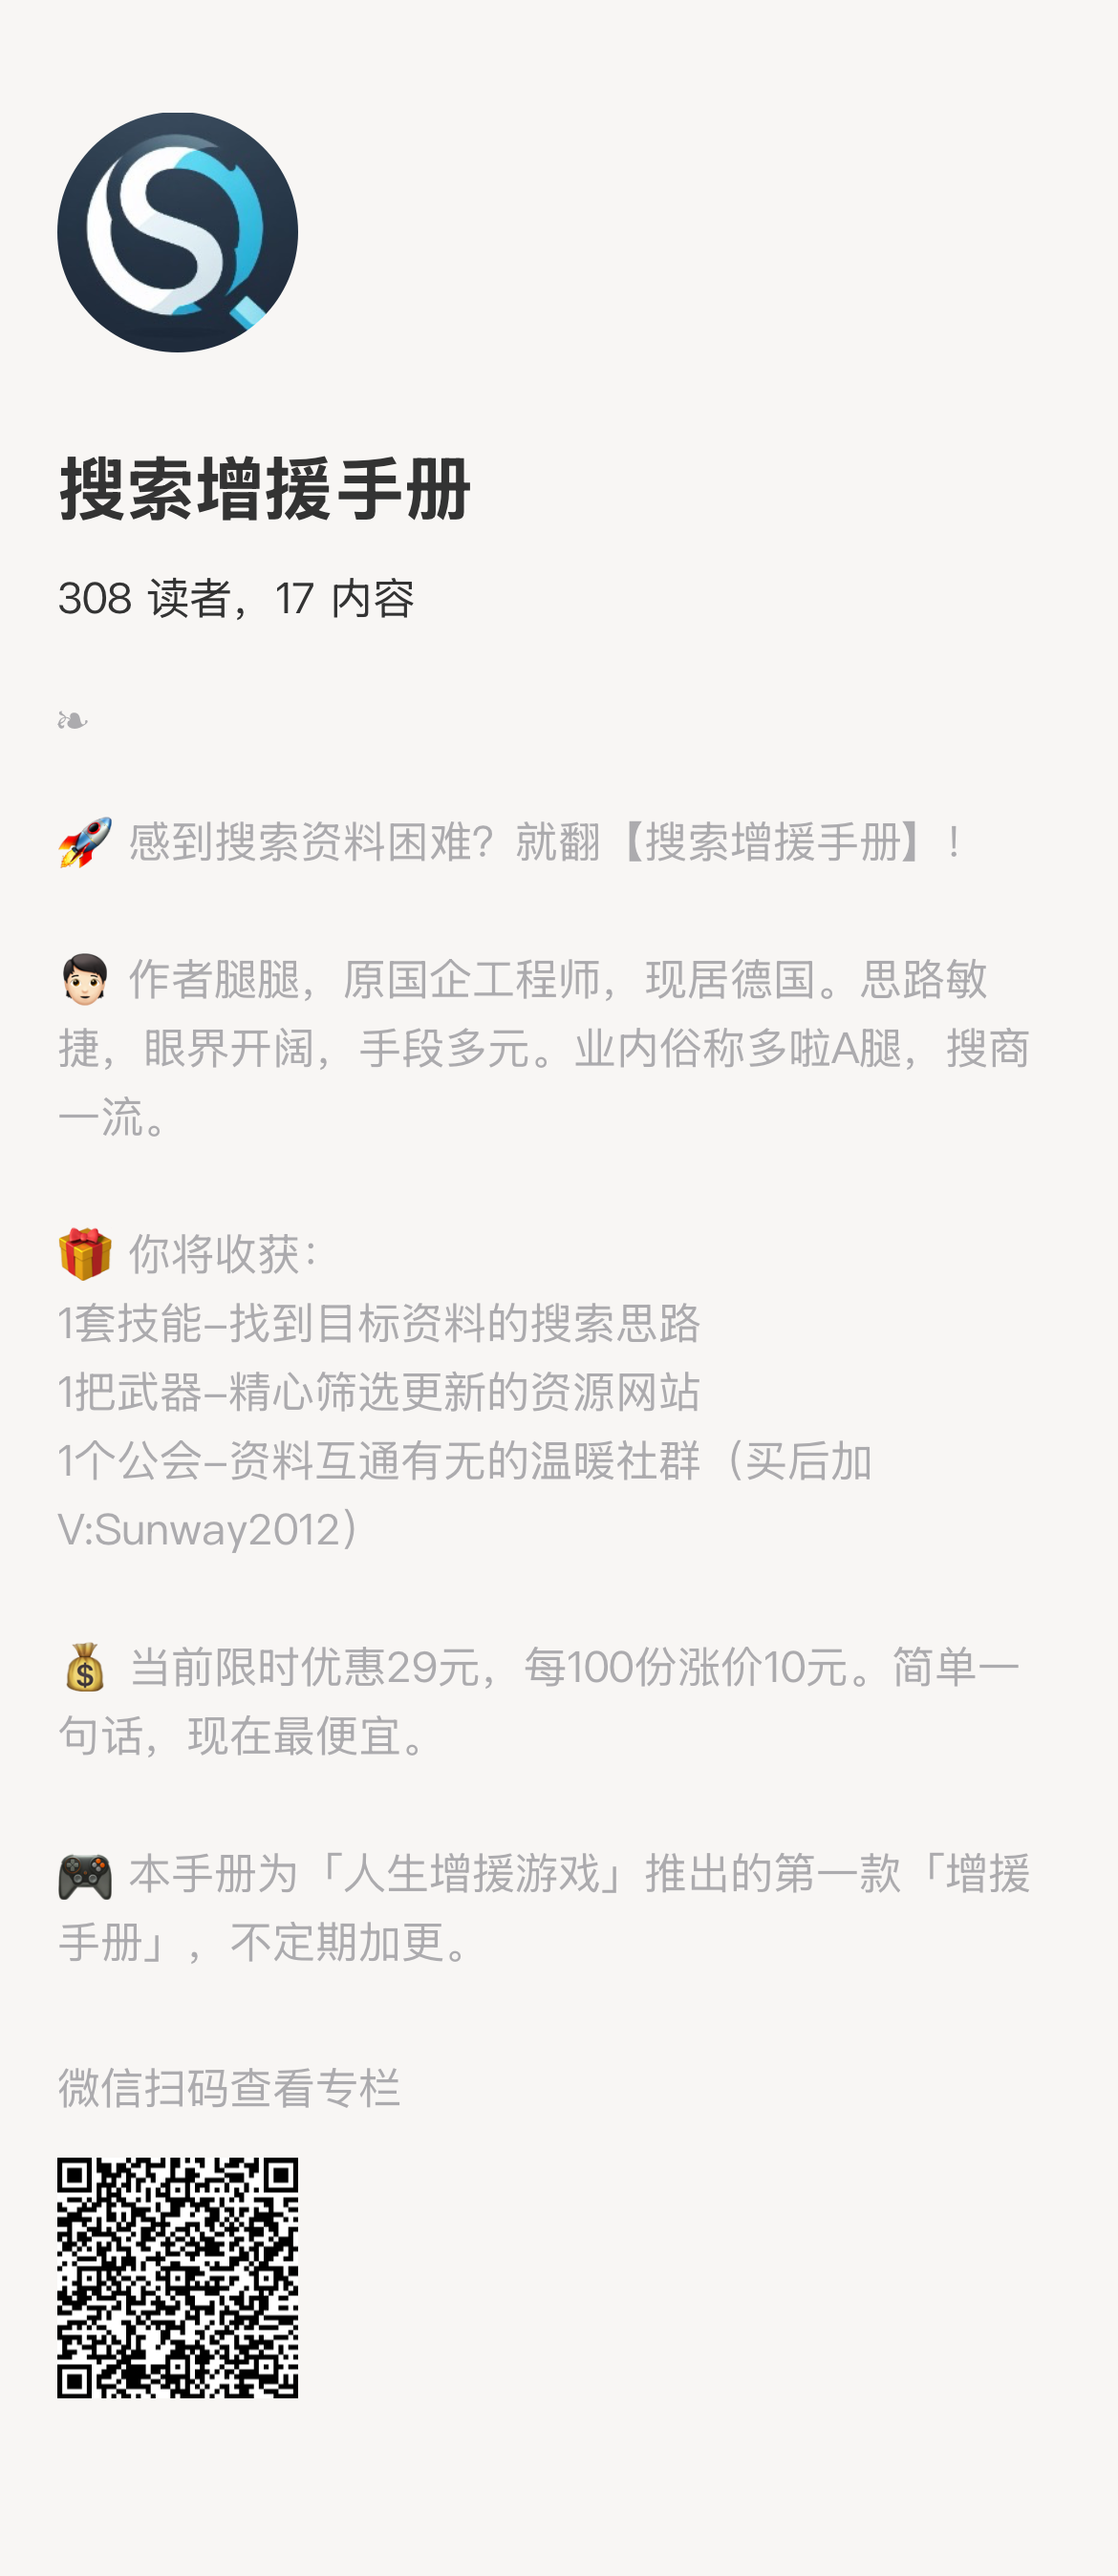 搜索增援手册
308 读者，17 内容
❧
🚀 感到搜索资料困难？就翻【搜索增援手册】！
🧑🏻 作者腿腿，原国企工程师，现居德国。思路敏
捷，眼界开阔，手段多元。业内俗称多啦A腿，搜商
一流。
🎁 你将收获：
1套技能–找到目标资料的搜索思路
1把武器–精心筛选更新的资源网站
1个公会–资料互通有无的温暖社群（买后加
V:Sunway2012）
💰 当前限时优惠29元，每100份涨价10元。简单一
句话，现在最便宜。
🎮 本手册为「人生增援游戏」推出的第一款「增援
手册」，不定期加更。
微信扫码查看专栏